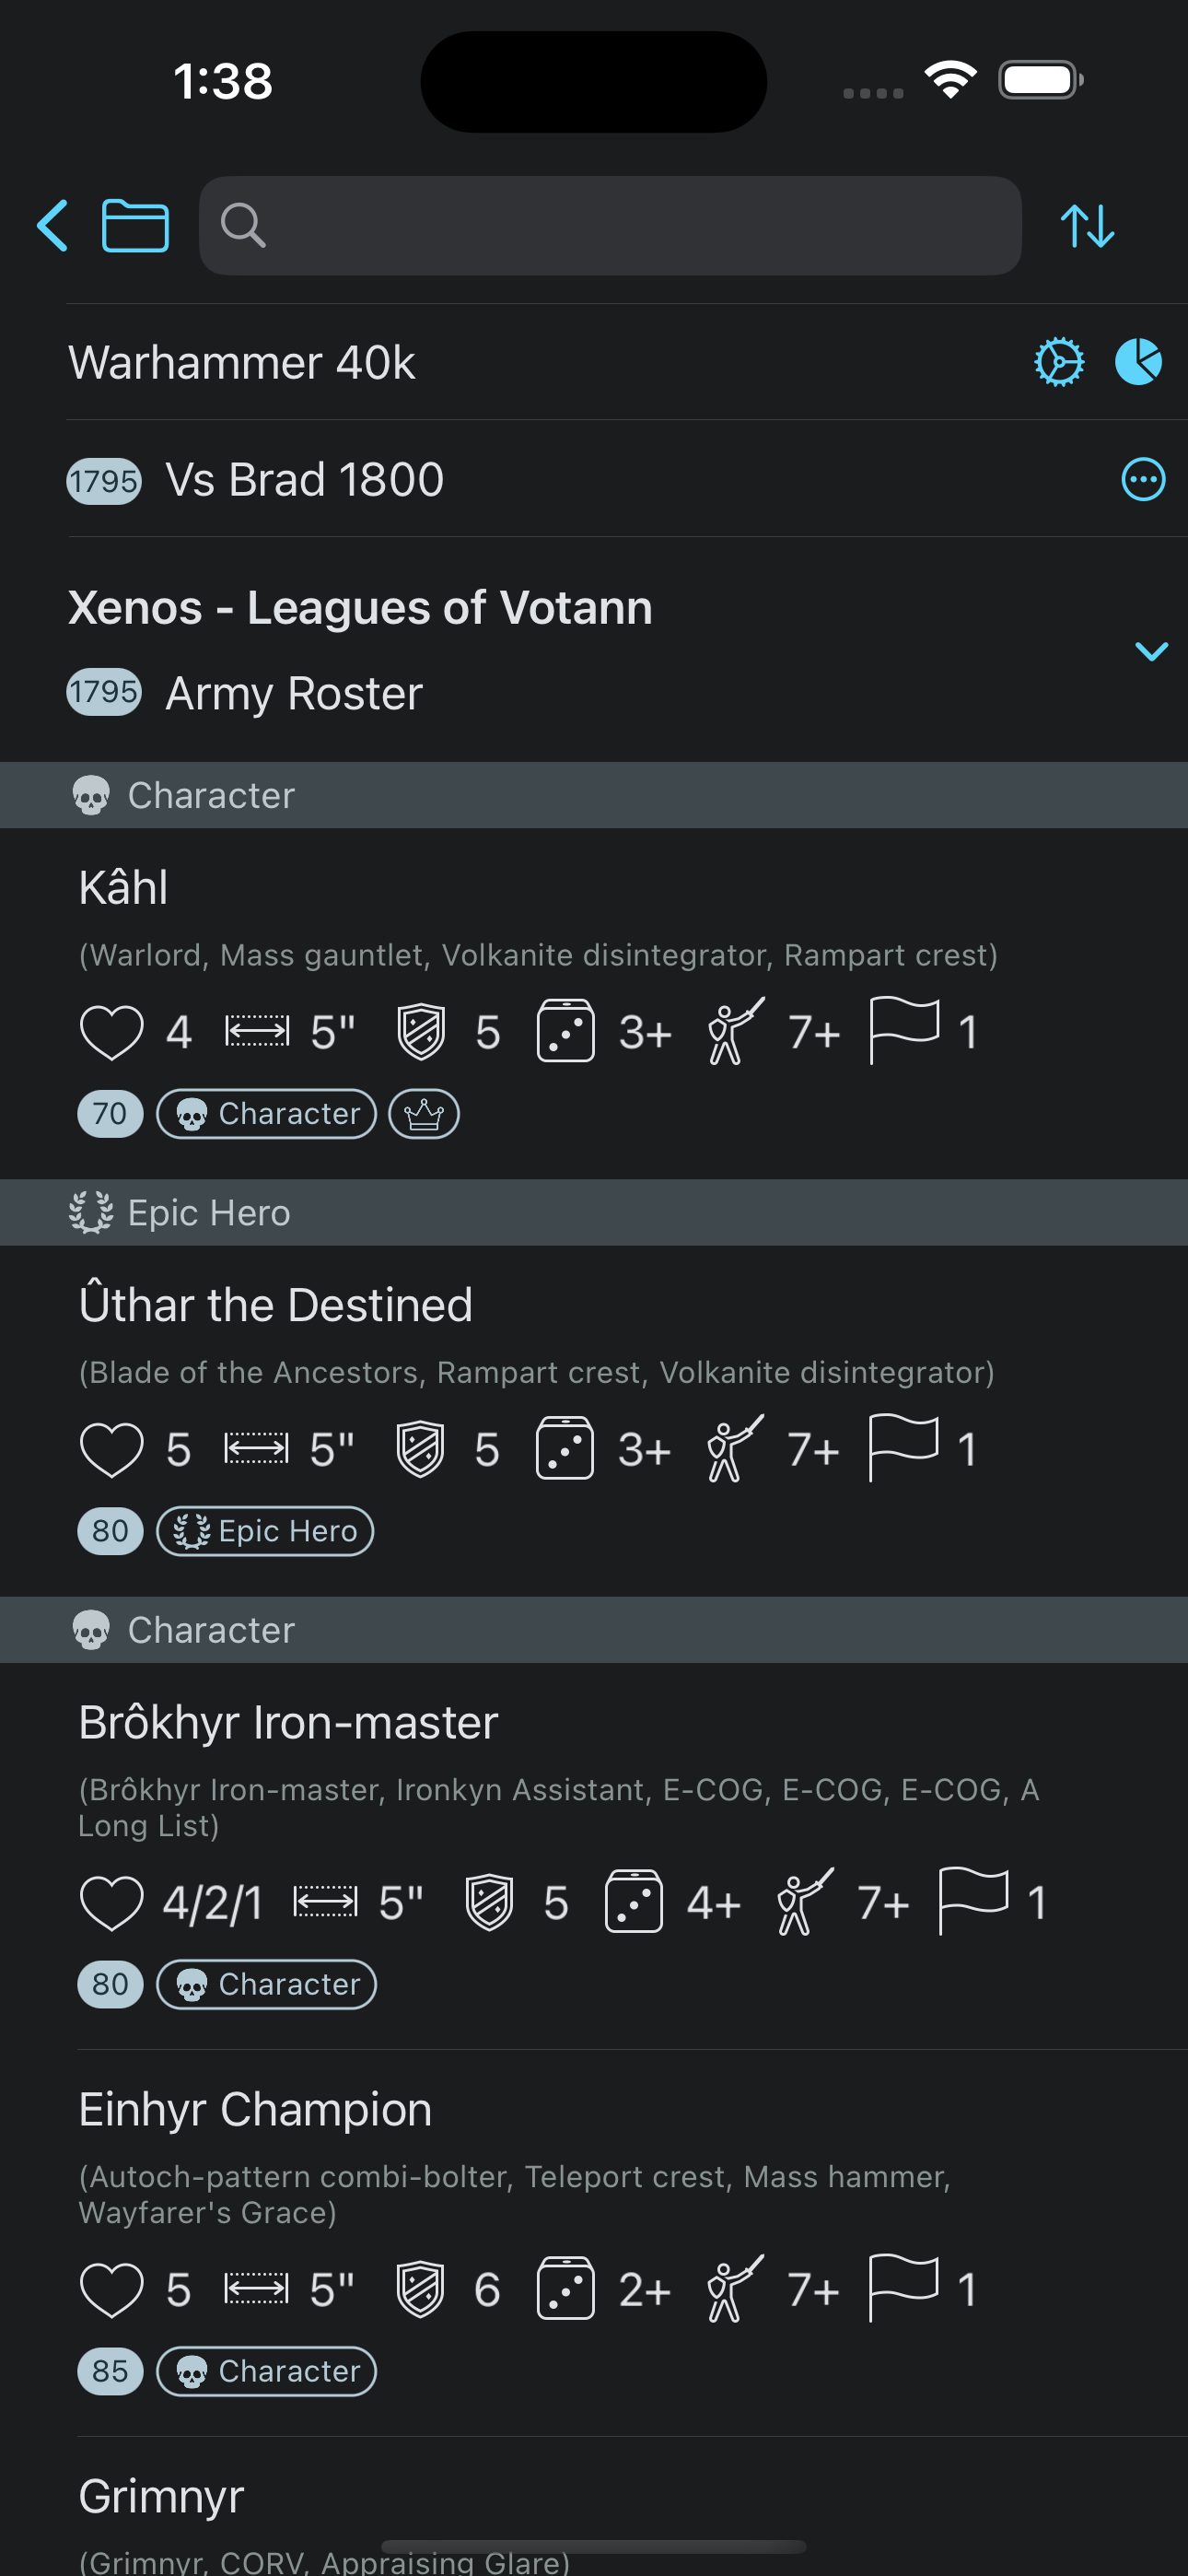 1:38
Warhammer 40k
1795 Vs Brad 1800
Xenos - Leagues of Votann
1795 Army Roster
Character
Kâhl
(Warlord, Mass gauntlet, Volkanite disintegrator, Rampart crest)
4 5" 5 3+ 7+ 1
70 Character
Epic Hero
Ûthar the Destined
(Blade of the Ancestors, Rampart crest, Volkanite disintegrator)
5 5" 5 3+ 7+ 1
80 Epic Hero
Character
Brôkhyr Iron-master
(Brôkhyr Iron-master, Ironkyn Assistant, E-COG, E-COG, E-COG, A
Long List)
4/2/1 5" 5 4+ 7+ 1
80 Character
Einhyr Champion
(Autoch-pattern combi-bolter, Teleport crest, Mass hammer,
Wayfarer's Grace)
5 5" 6 2+ 7+ 1
85 Character
Grimnyr
(Grimnyr, CORV, Appraising Glare)